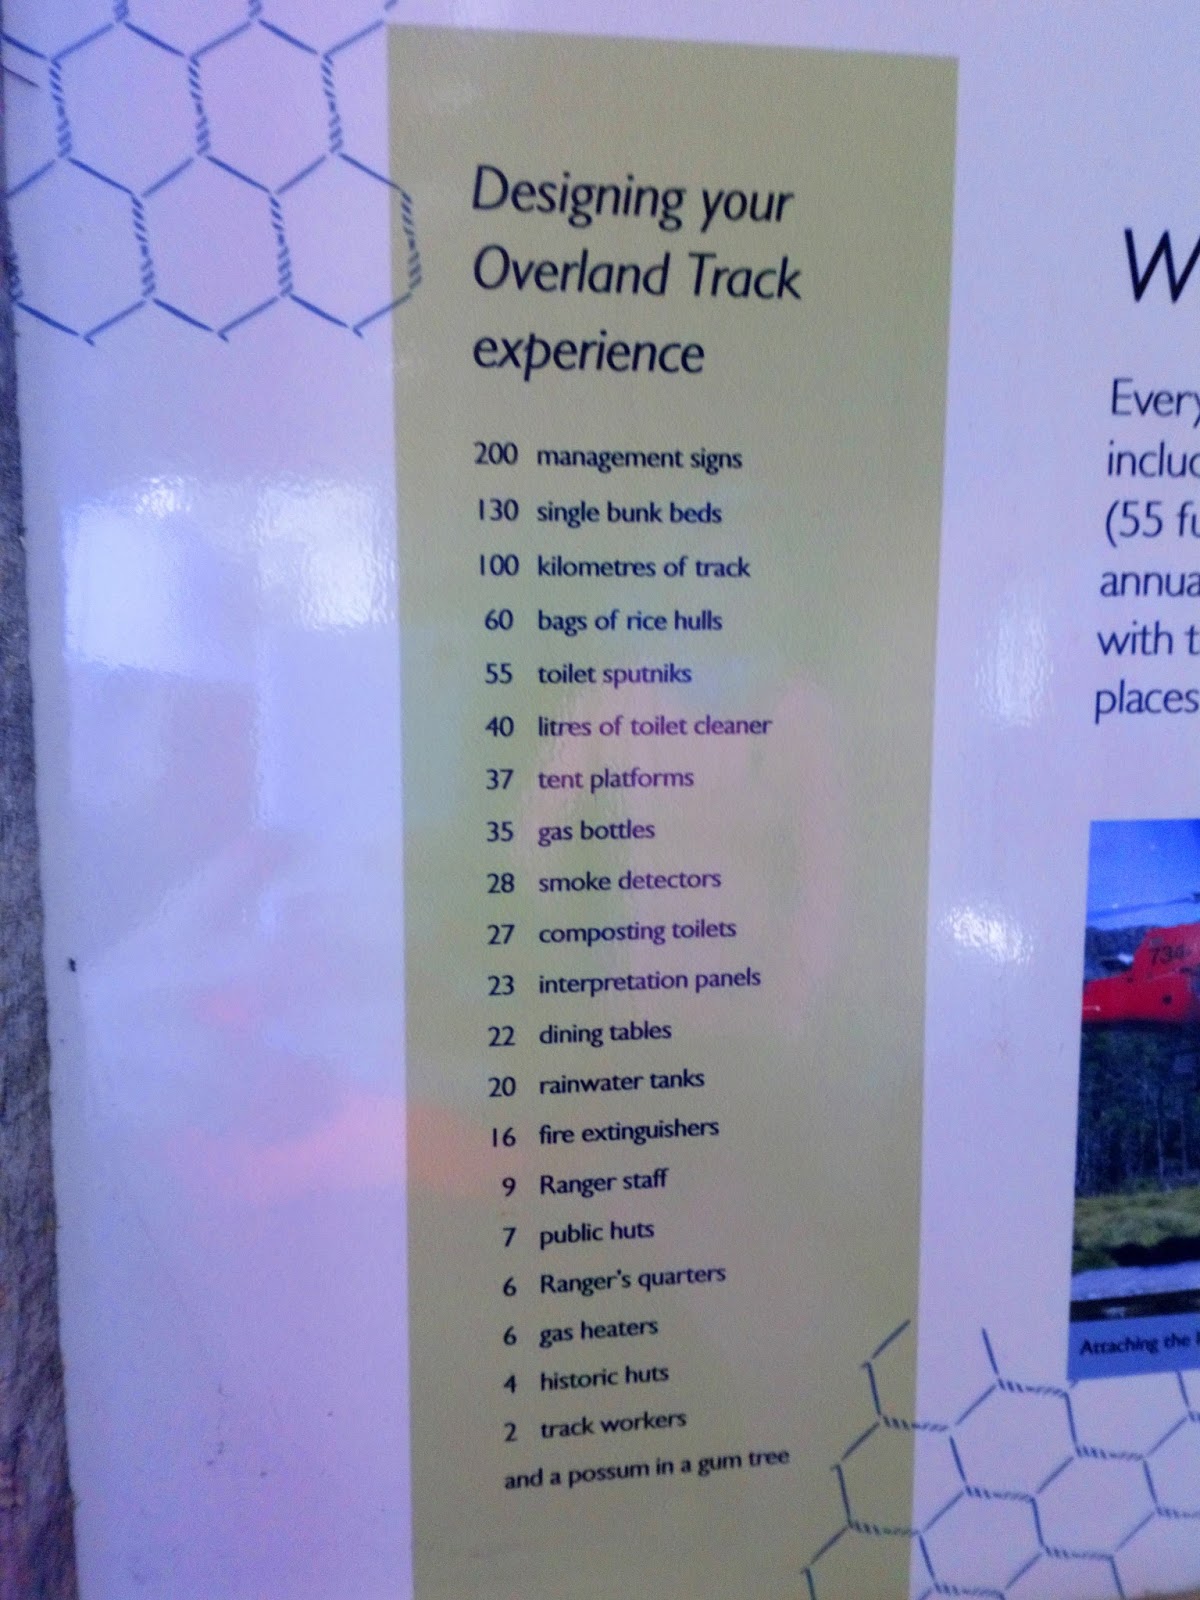 Designing your
Overland Track
experience
200 management signs
130 single bunk beds
100 kilometres of track
60 bags of rice hulls
55 toilet sputniks
40 litres of toilet cleaner
37 tent platforms
35 gas bottles
28 smoke detectors
27 composting toilets
23 interpretation panels
22 dining tables
20 rainwater tanks
16 fire extinguishers
9 Ranger staff
7 public huts
6 Ranger's quarters
6 gas heaters
4 historic huts
2 track workers
and a possum in a gum tree
W
Every
includ
(55 fu
annua
with t
places
734
Attaching the